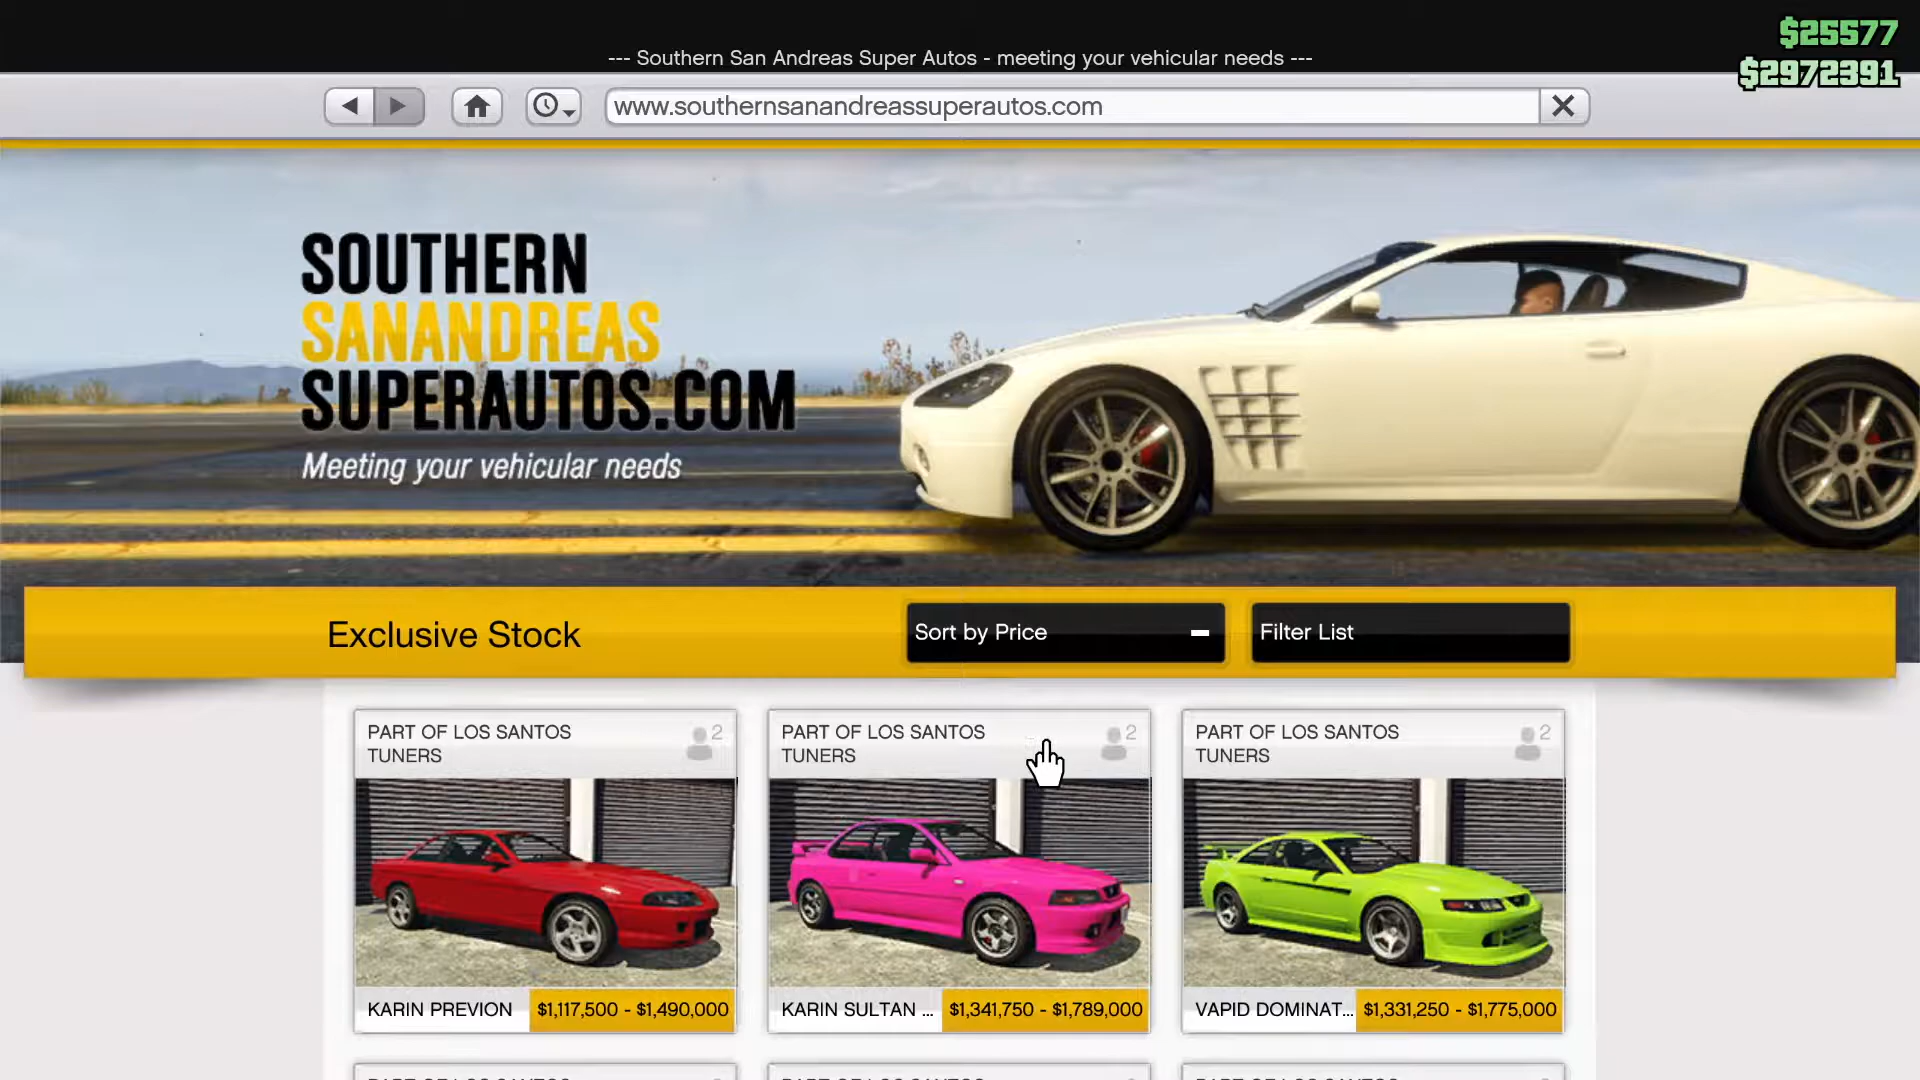 $25577
--- Southern San Andreas Super Autos - meeting your vehicular needs ---
$2972391
www.southernsanandreassuperautos.com
SOUTHERN
SANANDREAS
SUPERAUTOS.COM
Meeting your vehicular needs
Exclusive Stock
Sort by Price
Filter List
PART OF LOS SANTOS
TUNERS
2
PART OF LOS SANTOS
TUNERS
2
PART OF LOS SANTOS
TUNERS
2
KARIN PREVION
$1,117,500 - $1,490,000
KARIN SULTAN ...
$1,341,750 - $1,789,000
VAPID DOMINAT...
$1,331,250 - $1,775,000